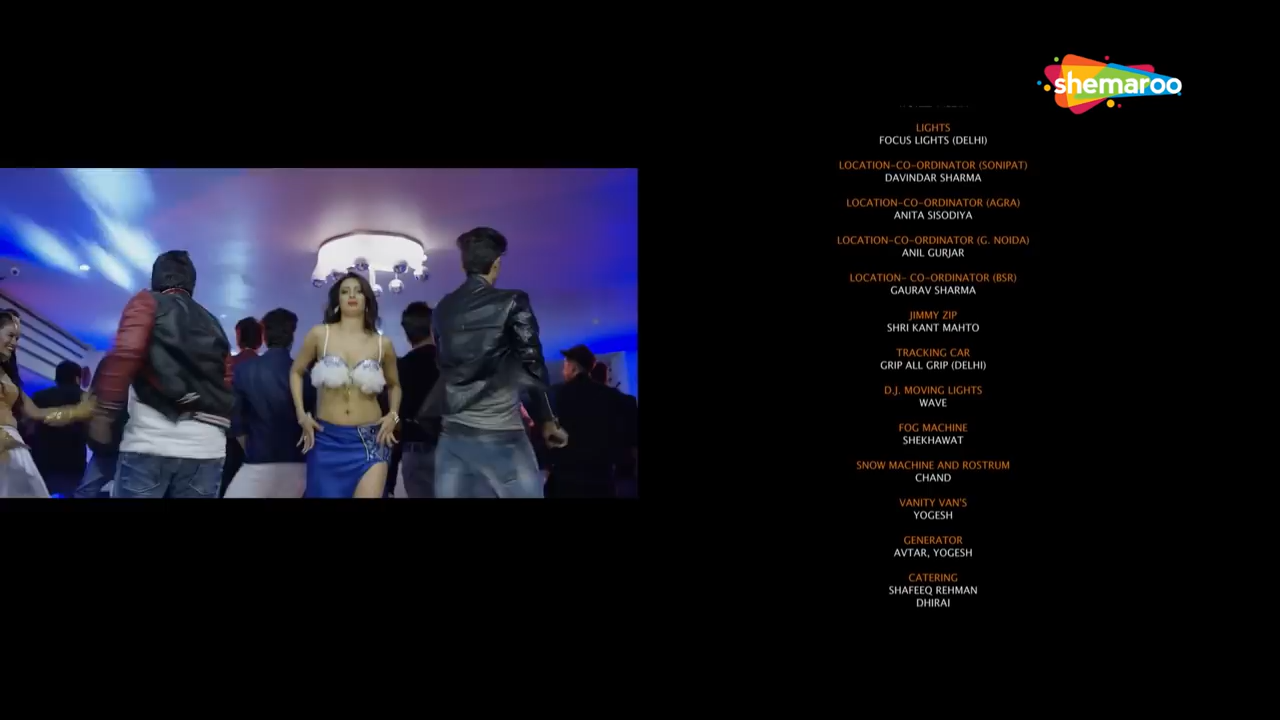 shemaroo
LIGHTS
FOCUS LIGHTS (DELHI)
LOCATION-CO-ORDINATOR (SONIPAT)
DAVINDAR SHARMA
LOCATION-CO-ORDINATOR (AGRA)
ANITA SISODIYA
LOCATION-CO-ORDINATOR (G. NOIDA)
ANIL GURJAR
LOCATION- CO-ORDINATOR (BSR)
GAURAV SHARMA
JIMMY ZIP
SHRI KANT MAHTO
TRACKING CAR
GRIP ALL GRIP (DELHI)
D.J. MOVING LIGHTS
WAVE
FOG MACHINE
SHEKHAWAT
SNOW MACHINE AND ROSTRUM
CHAND
VANITY VAN'S
YOGESH
GENERATOR
AVTAR, YOGESH
CATERING
SHAFEEQ REHMAN
DHIRAI